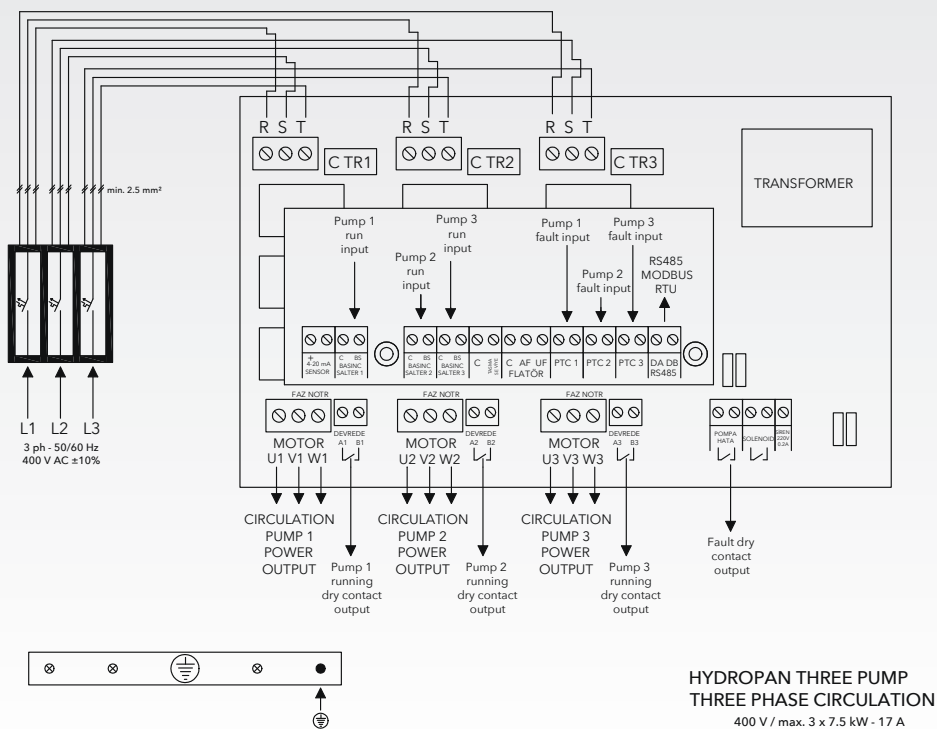 R S T
R S T
R S T
C TR1
C TR2
C TR3
TRANSFORMER
min. 2.5 mm²
Pump 1
run
input
Pump 2
run
input
Pump 3
run
input
Pump 1
fault input
Pump 2
fault input
Pump 3
fault input
RS485
MODBUS
RTU
+
4-20 mA
SENSOR
C BS
BASINC
SALTER 1
C BS
BASINC
SALTER 2
C BS
BASINC
SALTER 3
C
C AF UF
FLATÖR
PTC 1
PTC 2
PTC 3
DA DB
RS485
L1 L2 L3
3 ph - 50/60 Hz
400 V AC ±10%
FAZ NOTR
MOTOR
U1 V1 W1
DEVREDE
A1 B1
FAZ NOTR
MOTOR
U2 V2 W2
DEVREDE
A2 B2
FAZ NOTR
MOTOR
U3 V3 W3
DEVREDE
A3 B3
POMPA
HATA
SOLENOID
SIREN
220V
0.2A
CIRCULATION
PUMP 1
POWER
OUTPUT
Pump 1
running
dry contact
output
CIRCULATION
PUMP 2
POWER
OUTPUT
Pump 2
running
dry contact
output
CIRCULATION
PUMP 3
POWER
OUTPUT
Pump 3
running
dry contact
output
Fault dry
contact
output
HYDROPAN THREE PUMP
THREE PHASE CIRCULATION
400 V / max. 3 x 7.5 kW - 17 A